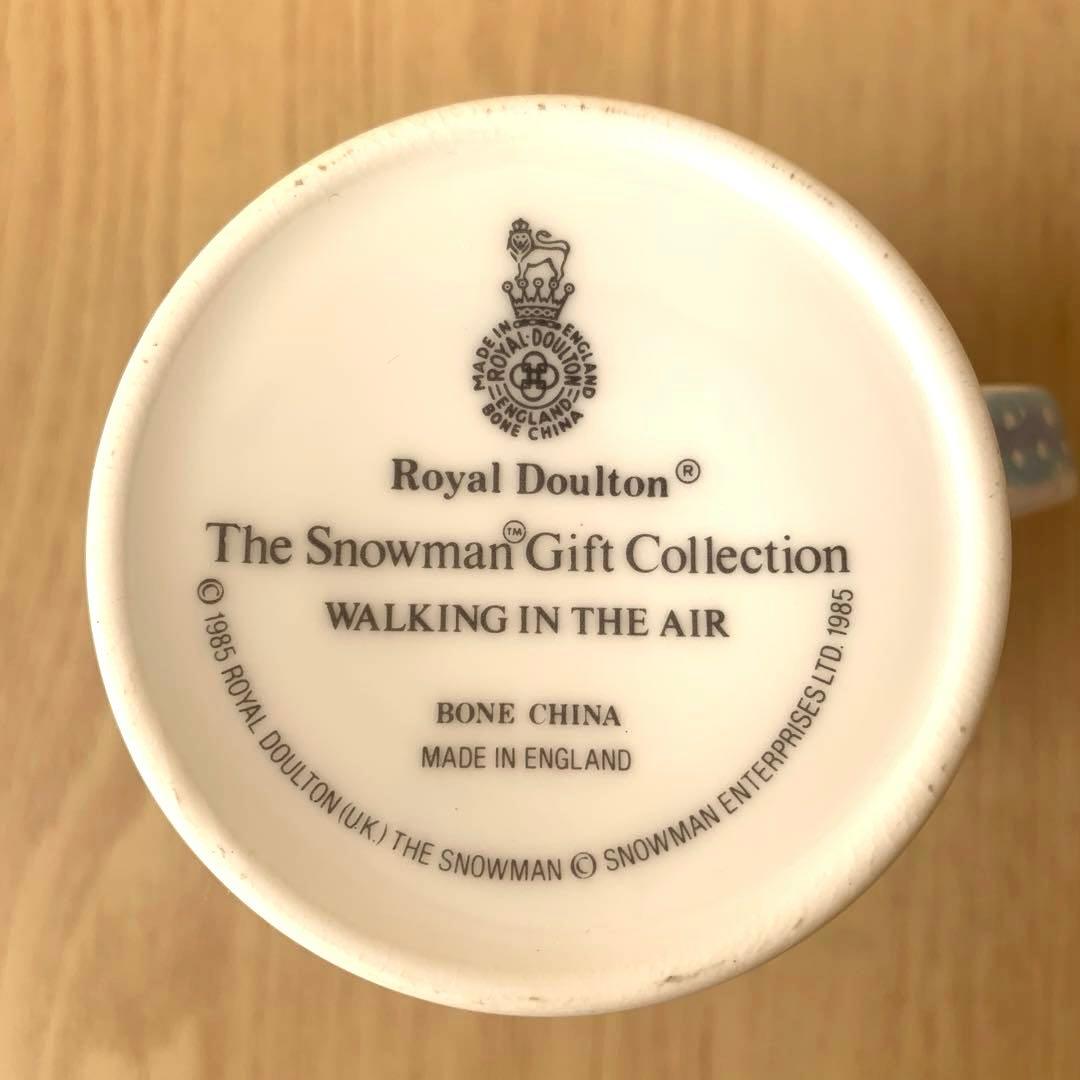 MADE IN ENGLAND
ROYAL·DOULTON
ENGLAND
BONE CHINA
Royal Doulton®
The Snowman™ Gift Collection
WALKING IN THE AIR
BONE CHINA
MADE IN ENGLAND
© 1985 ROYAL DOULTON (U.K.) THE SNOWMAN © SNOWMAN ENTERPRISES LTD. 1985